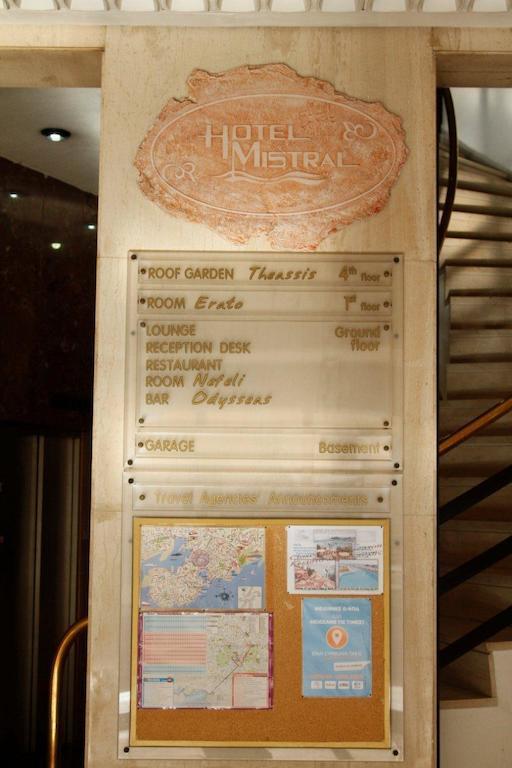 HOTEL
MISTRAL
ROOF GARDEN Thenssis 4th floor
ROOM Erato 1st floor
LOUNGE Ground floor
RECEPTION DESK
RESTAURANT
ROOM Nefeli
BAR Odysseas
GARAGE Basement
Travel Agencies' Announcements